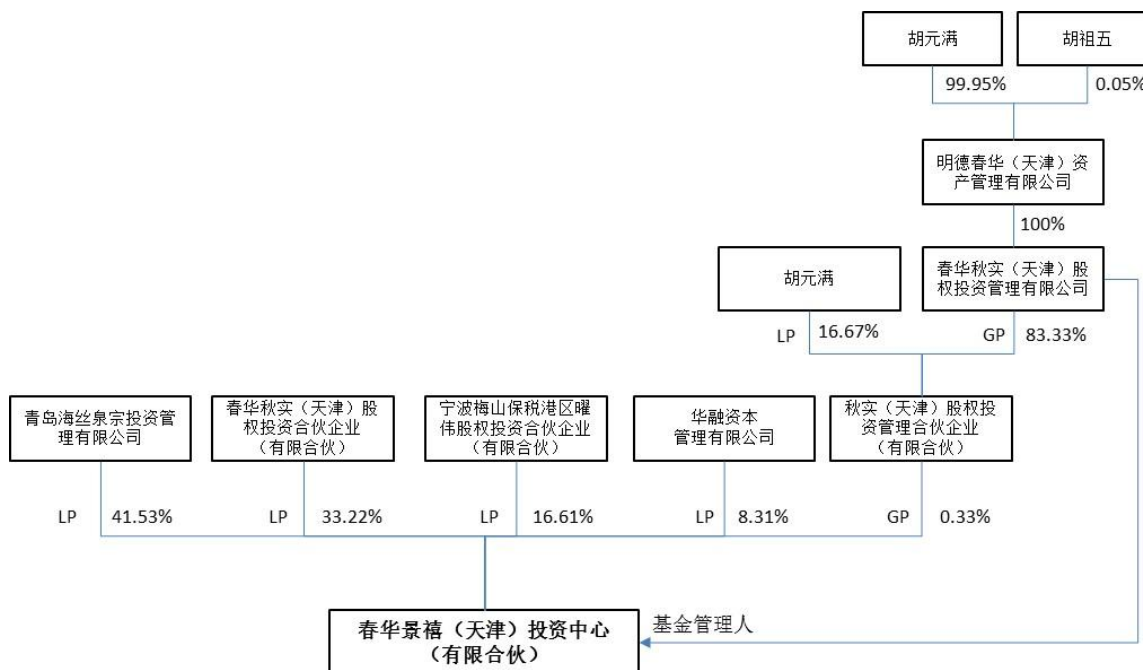 胡元满
胡祖五
99.95%
0.05%
明德春华（天津）资
产管理有限公司
100%
胡元满
春华秋实（天津）股
权投资管理有限公司
LP
16.67%
GP
83.33%
青岛海丝泉宗投资管
理有限公司
春华秋实（天津）股
权投资合伙企业
（有限合伙）
宁波梅山保税港区曜
伟股权投资合伙企业
（有限合伙）
华融资本
管理有限公司
秋实（天津）股权投
资管理合伙企业
（有限合伙）
LP
41.53%
LP
33.22%
LP
16.61%
LP
8.31%
GP
0.33%
春华景禧（天津）投资中心
（有限合伙）
基金管理人